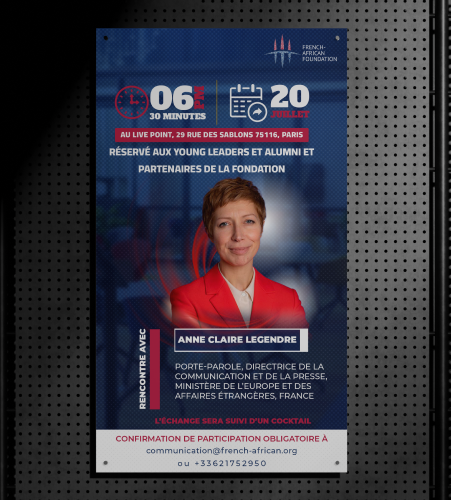 FRENCH-
AFRICAN
FOUNDATION
06 PM
30 MINUTES
20
JUILLET
AU LIVE POINT, 29 RUE DES SABLONS 75116, PARIS
RÉSERVÉ AUX YOUNG LEADERS ET ALUMNI ET
PARTENAIRES DE LA FONDATION
RENCONTRE AVEC
ANNE CLAIRE LEGENDRE
PORTE-PAROLE, DIRECTRICE DE LA
COMMUNICATION ET DE LA PRESSE,
MINISTÈRE DE L'EUROPE ET DES
AFFAIRES ÉTRANGÈRES, FRANCE
L'ÉCHANGE SERA SUIVI D'UN COCKTAIL
CONFIRMATION DE PARTICIPATION OBLIGATOIRE À
communication@french-african.org
ou +33621752950